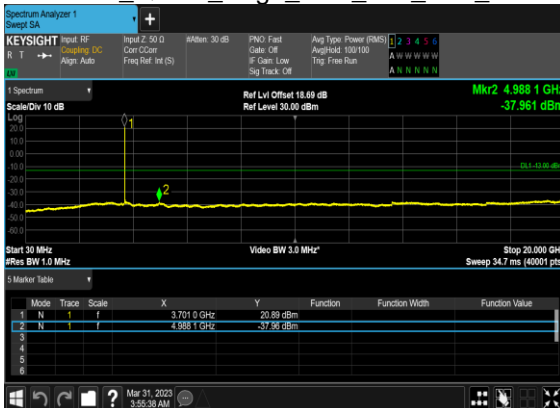 Spectrum Analyzer 1
Swept SA
KEYSIGHT
R T
Input: RF
Coupling: DC
Align: Auto
Input Z: 50 Ω
Corr CCorr
Freq Ref: Int (S)
#Atten: 30 dB
PNO: Fast
Gate: Off
IF Gain: Low
Sig Track: Off
Avg Type: Power (RMS)
Avg|Hold: 100/100
Trig: Free Run
1 2 3 4 5 6
A W W W W W
A N N N N N
1 Spectrum
Scale/Div 10 dB
Ref Lvl Offset 18.69 dB
Ref Level 30.00 dBm
Mkr2 4.988 1 GHz
-37.961 dBm
Log
20.0
10.0
0.00
-10.0
-20.0
-30.0
-40.0
-50.0
-60.0
1
2
DL1 -13.00 dBm
Start 30 MHz
#Res BW 1.0 MHz
Video BW 3.0 MHz*
Stop 20.000 GH
Sweep 34.7 ms (40001 pts
5 Marker Table
Mode Trace Scale X Y Function Function Width Function Value
1 N 1 f 3.701 0 GHz 20.89 dBm
2 N 1 f 4.988 1 GHz -37.96 dBm
3
4
5
6
?
Mar 31, 2023
3:55:38 AM